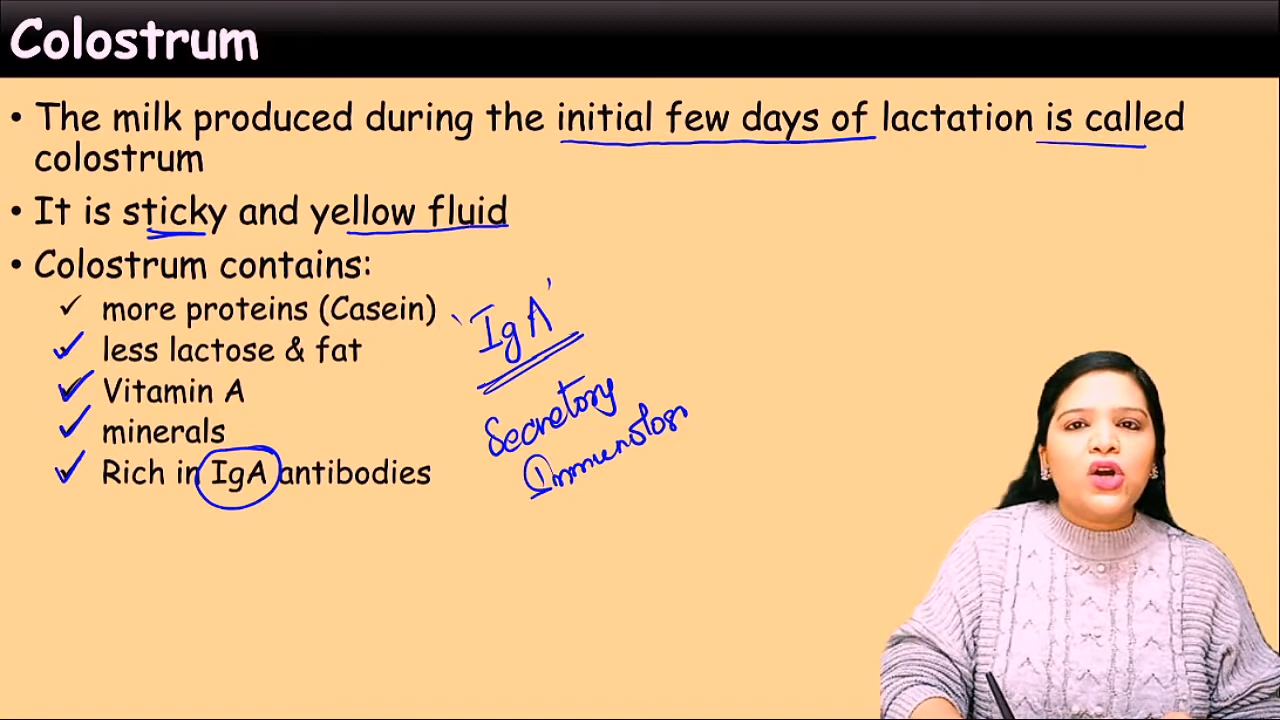 Colostrum
• The milk produced during the initial few days of lactation is called
colostrum
• It is sticky and yellow fluid
• Colostrum contains:
✓ more proteins (Casein)
✓ less lactose & fat
✓ Vitamin A
✓ minerals
✓ Rich in IgA antibodies
'IgA'
Secretory